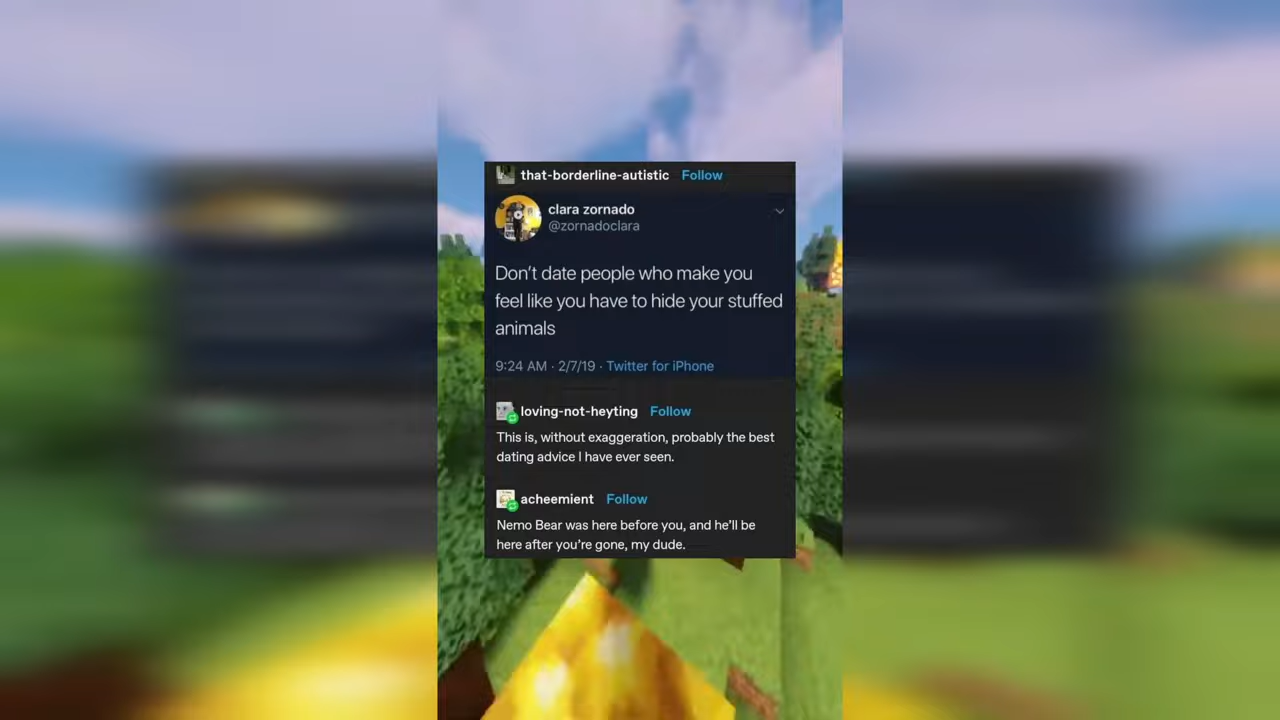 that-borderline-autistic Follow
clara zornado
@zornadoclara
Don't date people who make you
feel like you have to hide your stuffed
animals
9:24 AM · 2/7/19 · Twitter for iPhone
loving-not-heyting Follow
This is, without exaggeration, probably the best
dating advice I have ever seen.
acheemient Follow
Nemo Bear was here before you, and he'll be
here after you're gone, my dude.